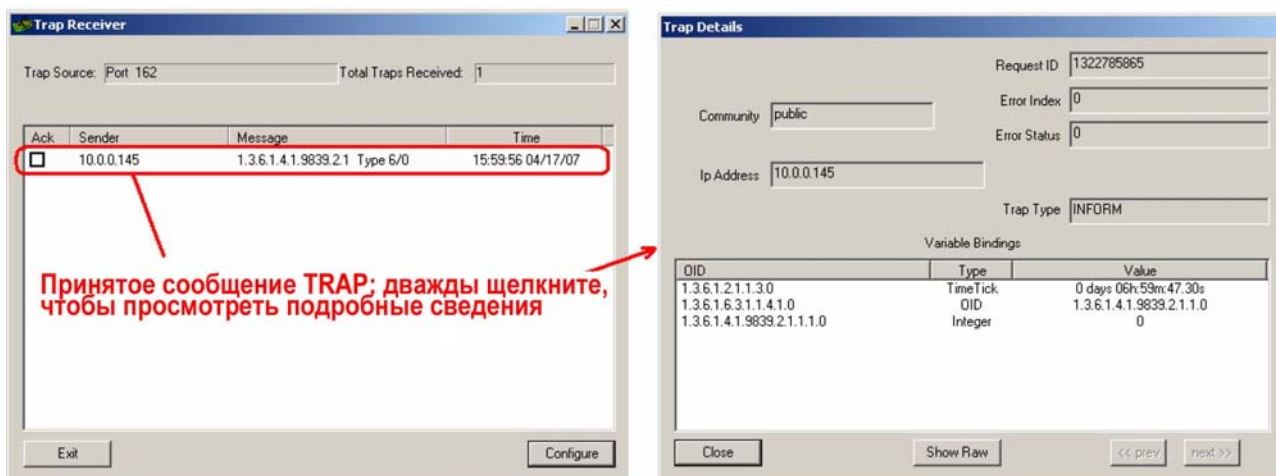 Trap Receiver
Trap Source: Port 162 Total Traps Received: 1
Ack Sender Message Time
10.0.0.145 1.3.6.1.4.1.9839.2.1 Type 6/0 15:59:56 04/17/07
Принятое сообщение TRAP; дважды щелкните,
чтобы просмотреть подробные сведения
Exit Configure
Trap Details
Request ID 1322785865
Error Index 0
Community public
Error Status 0
Ip Address 10.0.0.145
Trap Type INFORM
Variable Bindings
OID Type Value
1.3.6.1.2.1.1.3.0 TimeTick 0 days 06h:59m:47.30s
1.3.6.1.6.3.1.1.4.1.0 OID 1.3.6.1.4.1.9839.2.1.1.0
1.3.6.1.4.1.9839.2.1.1.1.0 Integer 0
Close Show Raw << prev next >>